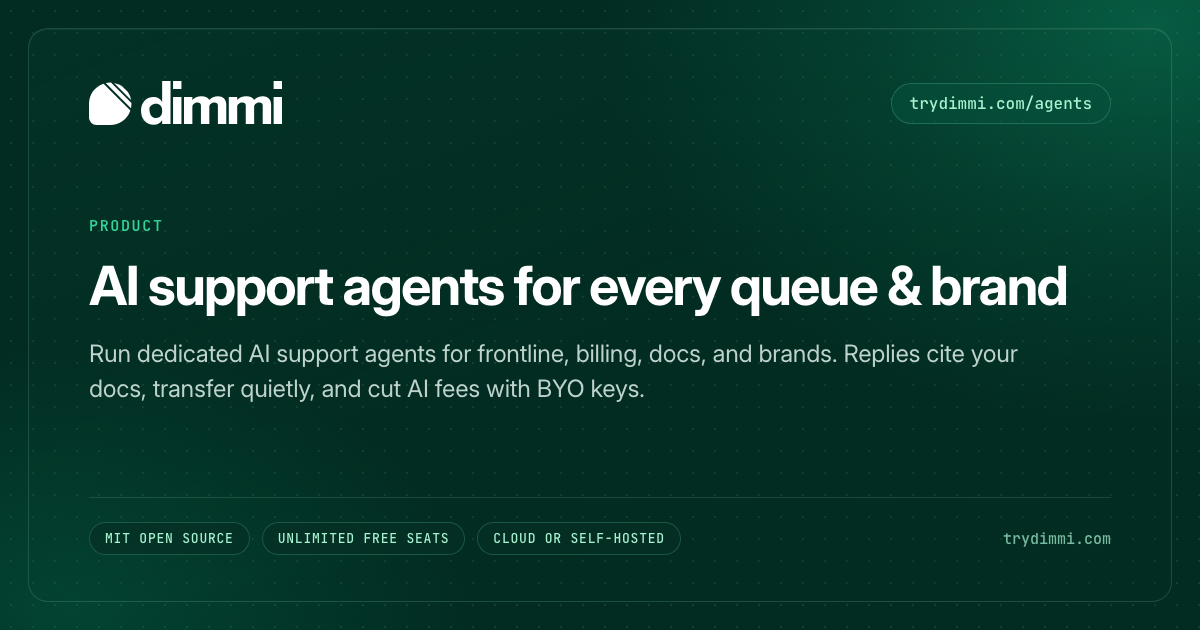 dimmi
trydimmi.com/agents
PRODUCT
AI support agents for every queue & brand
Run dedicated AI support agents for frontline, billing, docs, and brands. Replies cite your
docs, transfer quietly, and cut AI fees with BYO keys.
MIT OPEN SOURCE
UNLIMITED FREE SEATS
CLOUD OR SELF-HOSTED
trydimmi.com